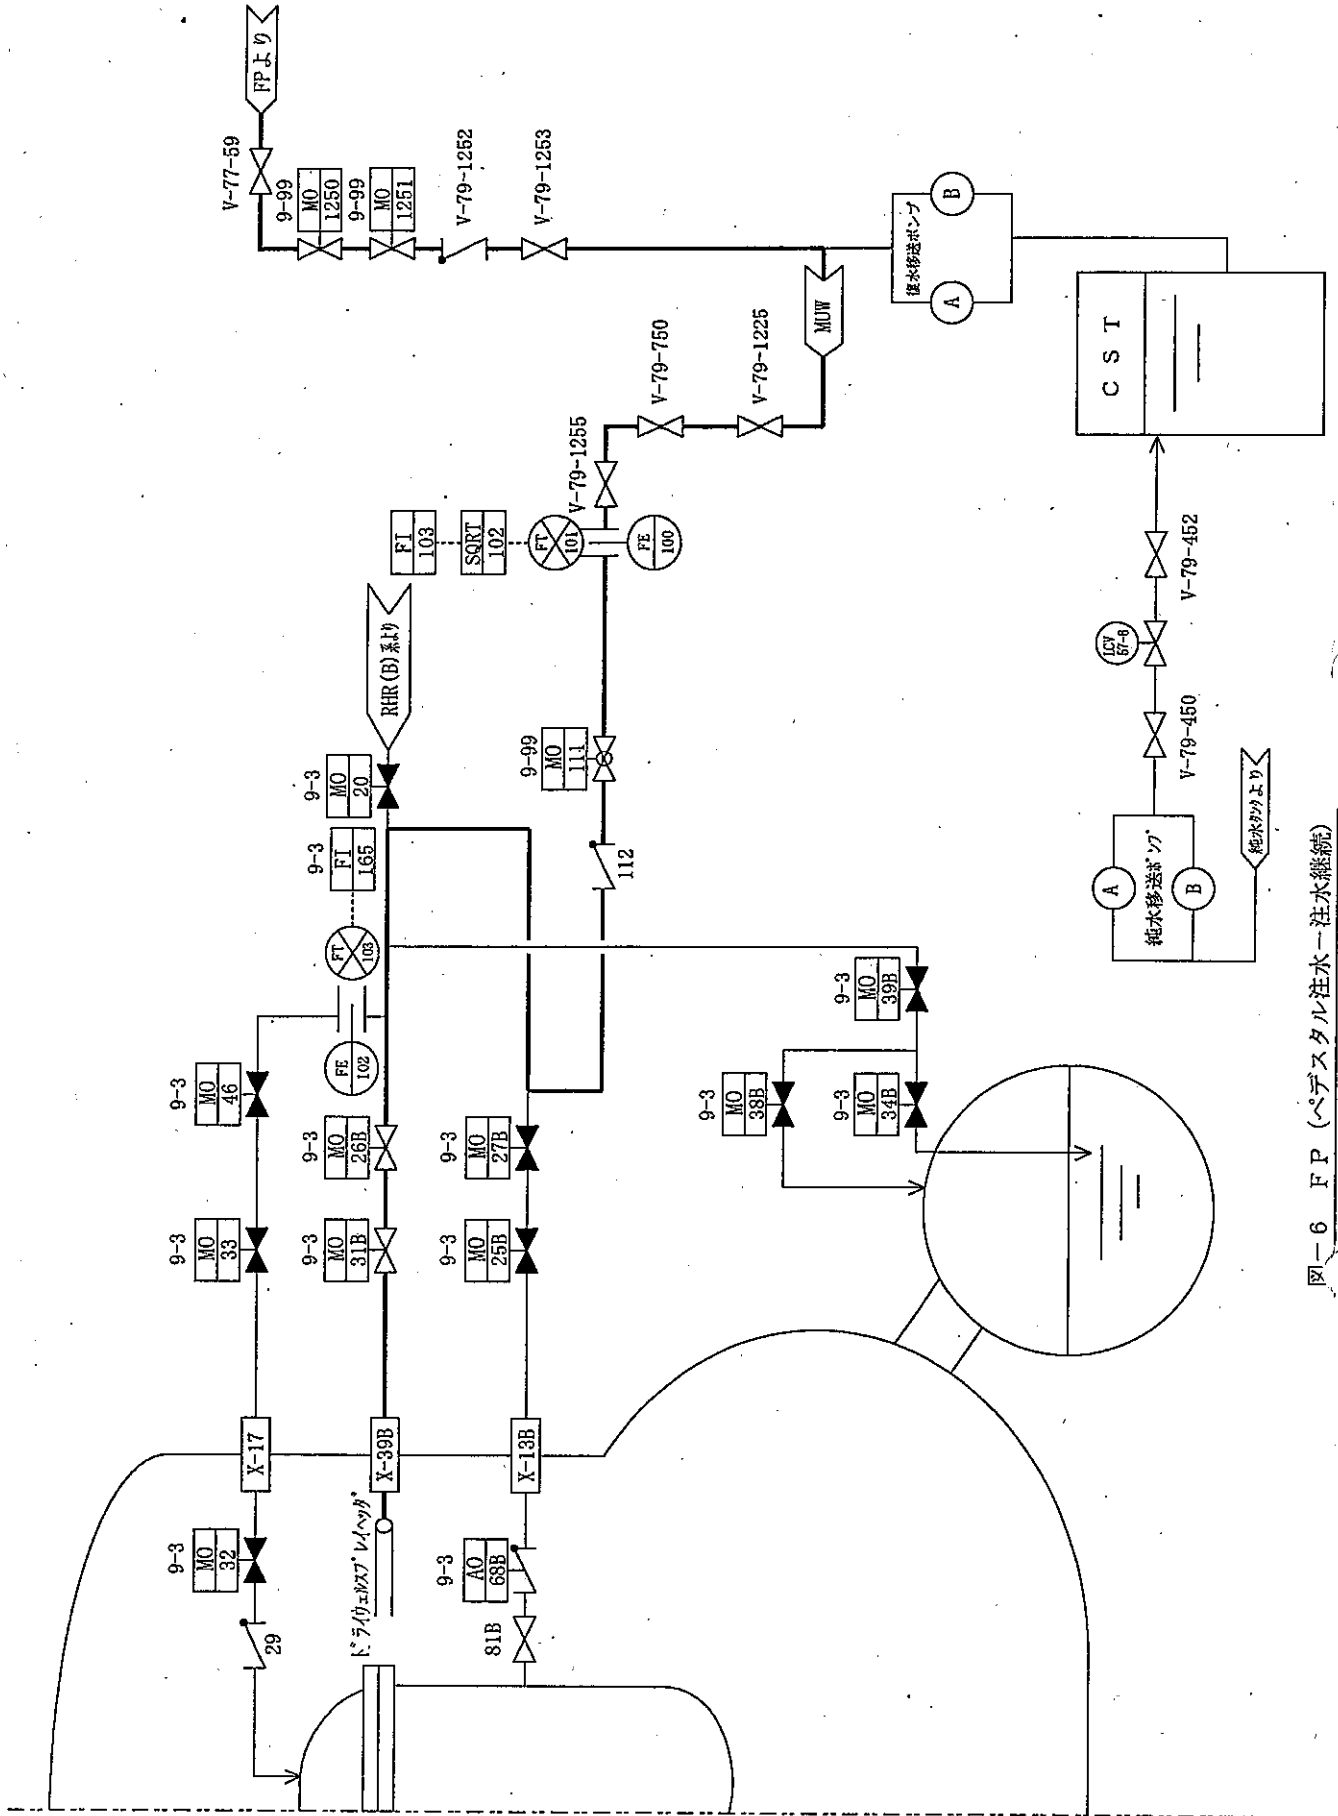 FPより
V-77-59
9-99
MO
1250
9-99
MO
1251
V-79-1252
V-79-1253
復水移送ポンプ
A
B
MUW
V-79-750
V-79-1225
V-79-1255
CST
FI
103
SQRT
102
FT
101
FE
100
RHR(B)系より
9-3
MO
20
9-3
FI
165
FT
103
FE
102
9-99
MO
111
112
V-79-452
LCV
57-6
V-79-450
純水移送ポンプ
A
B
純水タンクより
9-3
MO
46
9-3
MO
33
9-3
MO
26B
9-3
MO
31B
9-3
MO
27B
9-3
MO
25B
9-3
MO
39B
9-3
MO
38B
9-3
MO
34B
X-17
X-39B
X-13B
9-3
MO
32
29
ドライウェルスプレイヘッダ
9-3
AO
68B
81B
図-6 FP (ペデスタル注水-注水継続)